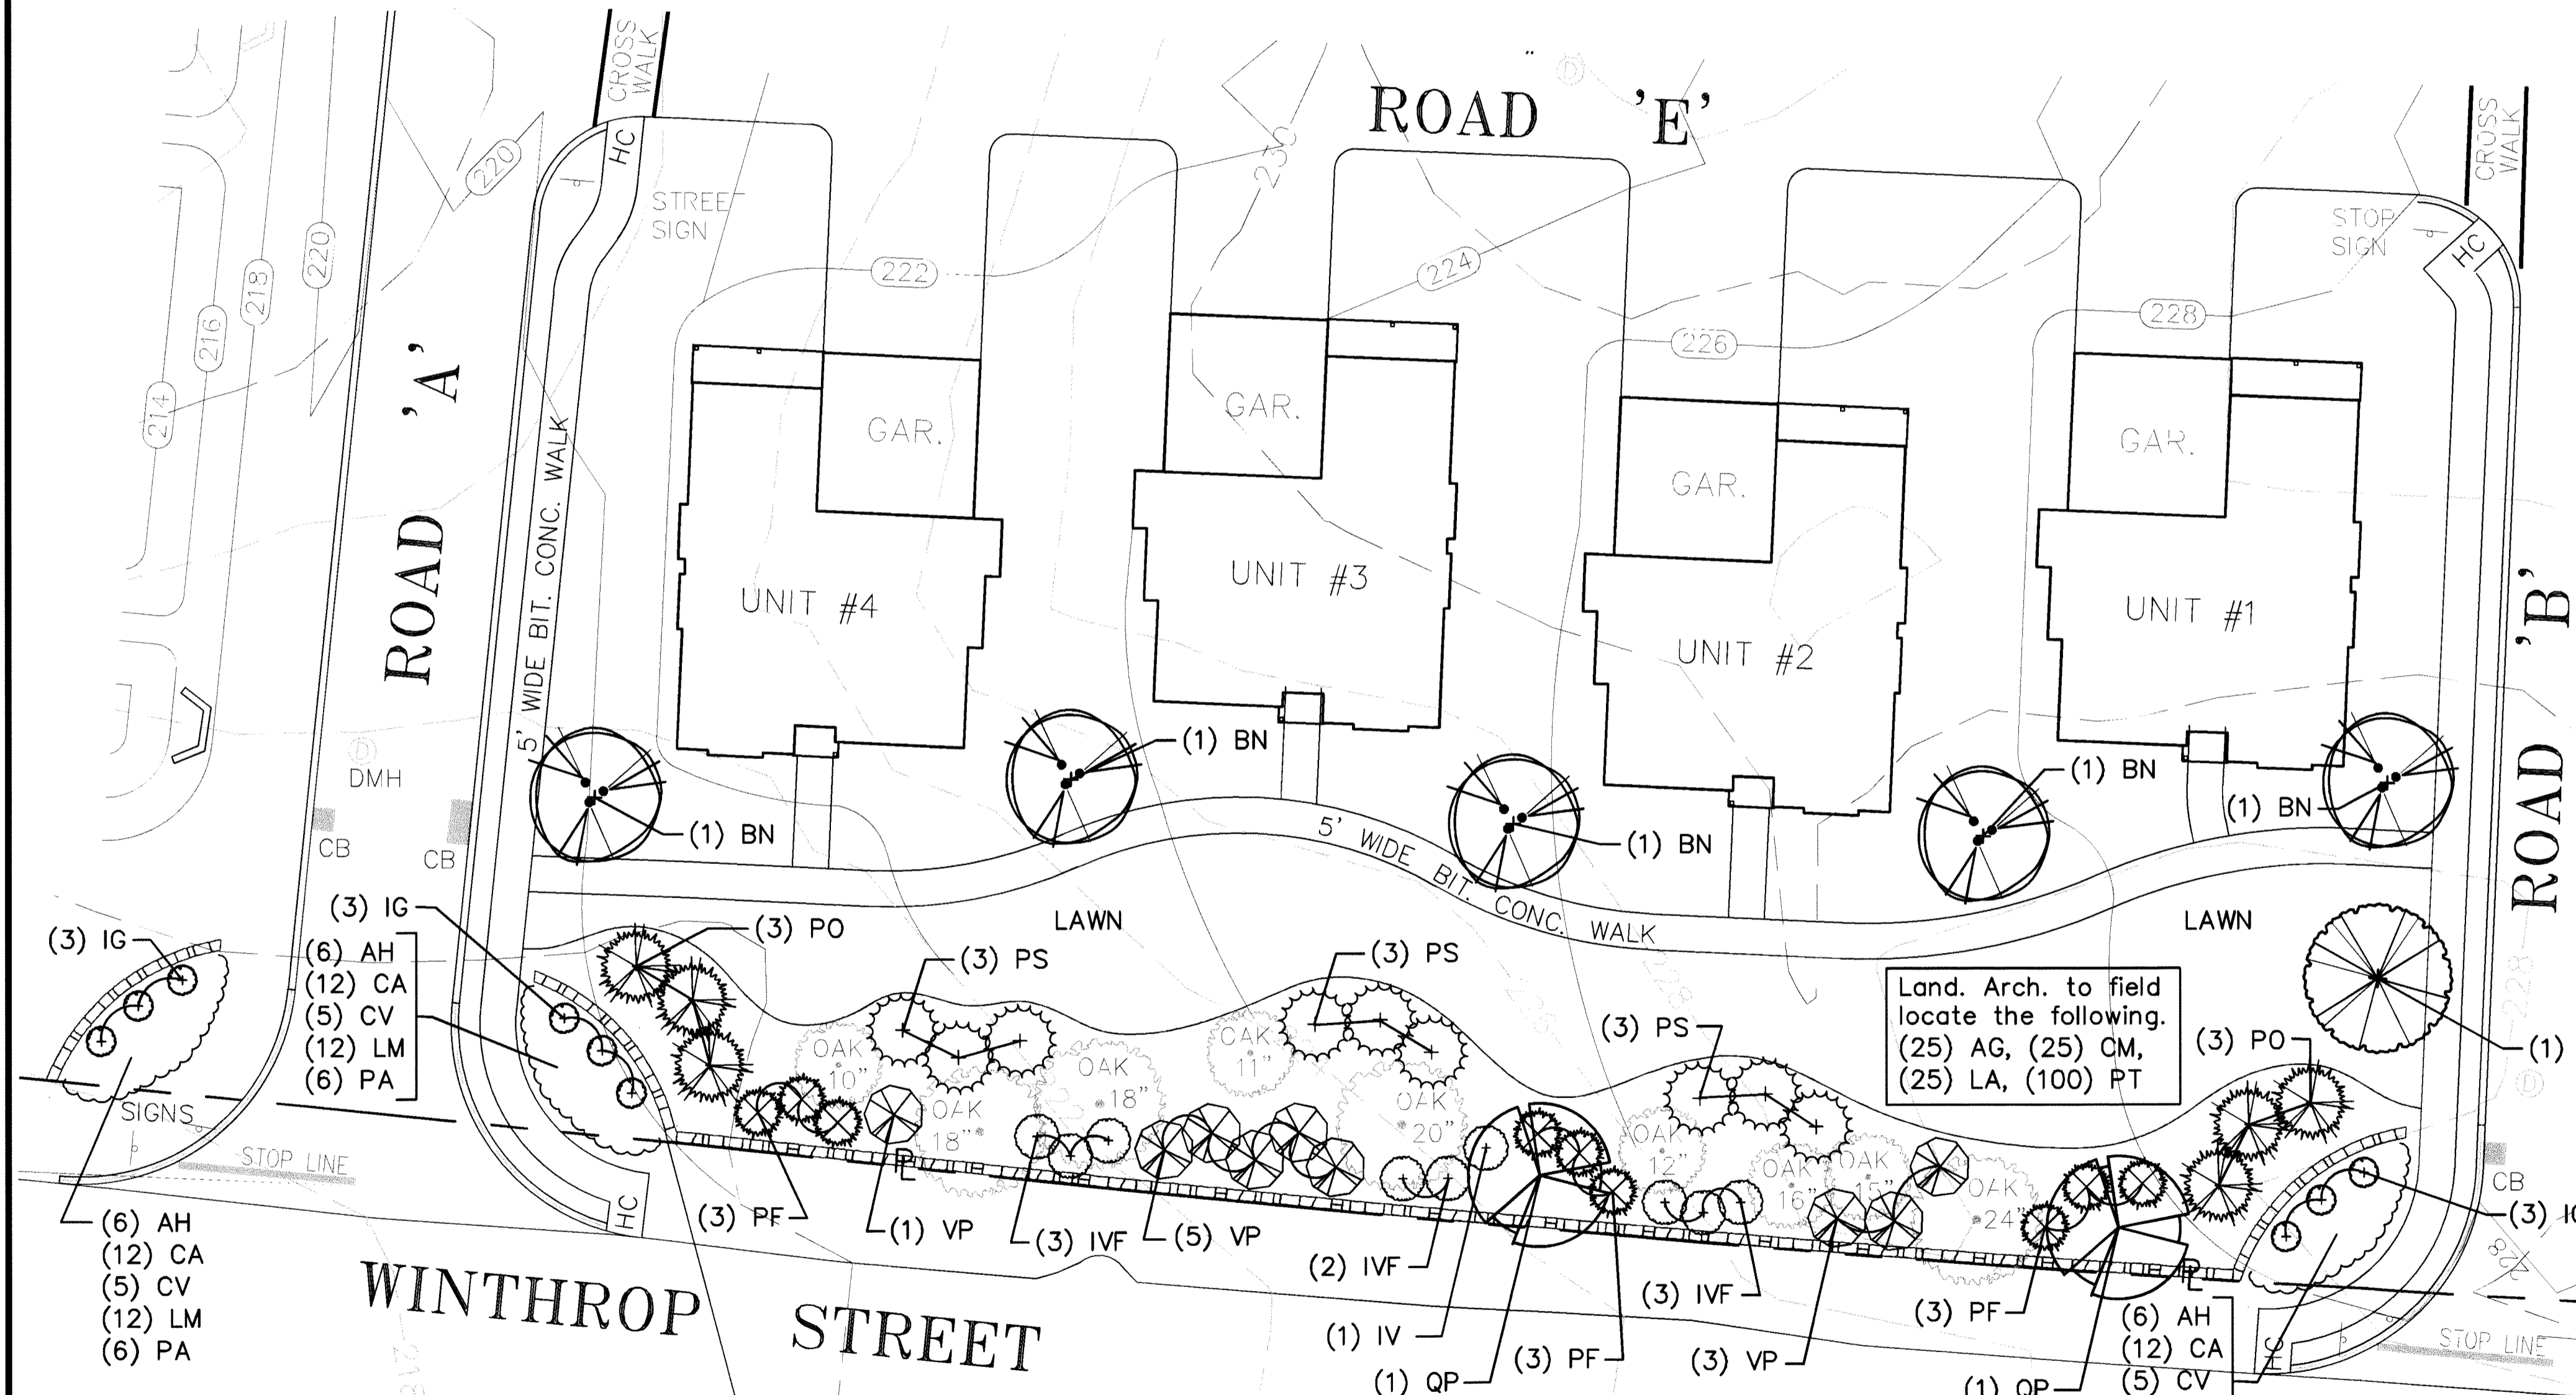 CROSS
WALK
ROAD 'E'
CROSS
WALK
HC
220
STREET
SIGN
230
STOP
SIGN
HC
220
218
216
214
222
224
226
228
ROAD 'A'
5' WIDE BIT. CONC. WALK
GAR.
GAR.
GAR.
GAR.
UNIT #4
UNIT #3
UNIT #2
UNIT #1
ROAD 'B'
D
DMH
CB
CB
(1) BN
(1) BN
(1) BN
(1) BN
(1) BN
5' WIDE BIT. CONC. WALK
(3) IG
(3) IG
(6) AH
(12) CA
(5) CV
(12) LM
(6) PA
(3) PO
(3) PS
LAWN
(3) PS
(3) PS
LAWN
Land. Arch. to field
locate the following.
(25) AG, (25) CM,
(25) LA, (100) PT
(3) PO
(1)
228
D
OAK
10"
OAK
18"
OAK
18"
OAK
11"
OAK
20"
OAK
12"
OAK
16"
OAK
15"
OAK
24"
SIGNS
STOP LINE
HC
PL
(3) PF
(1) VP
(3) IVF
(5) VP
(2) IVF
(1) IV
(1) QP
(3) PF
(3) IVF
(3) VP
(3) PF
(1) QP
PL
CB
228
(6) AH
(12) CA
(5) CV
(12) LM
(6) PA
WINTHROP STREET
(6) AH
(12) CA
(5) CV
HC
STOP LINE